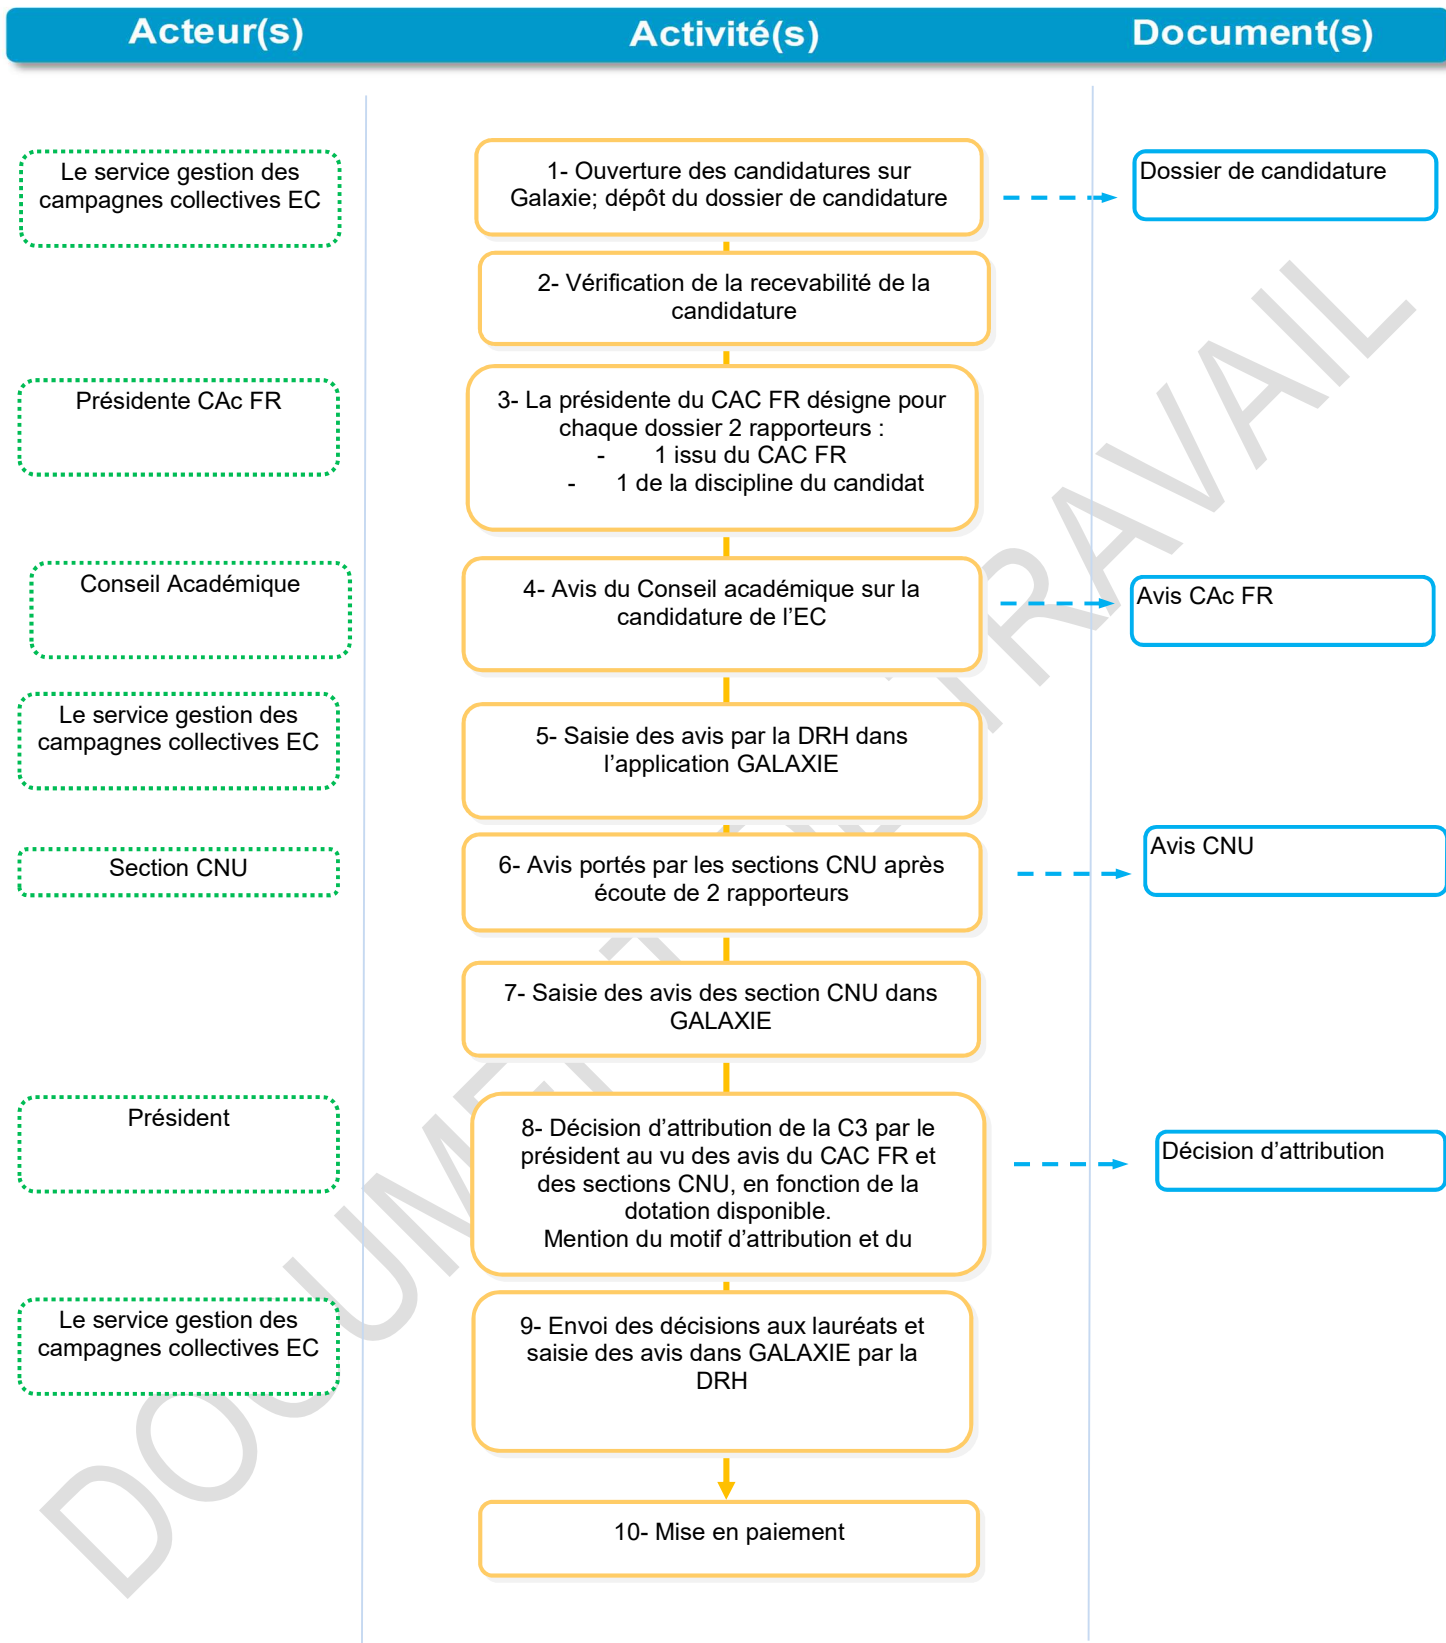 Acteur(s)
Activité(s)
Document(s)
Le service gestion des
campagnes collectives EC
1- Ouverture des candidatures sur
Galaxie; dépôt du dossier de candidature
Dossier de candidature
2- Vérification de la recevabilité de la
candidature
Présidente CAc FR
3- La présidente du CAC FR désigne pour
chaque dossier 2 rapporteurs :
- 1 issu du CAC FR
- 1 de la discipline du candidat
Conseil Académique
4- Avis du Conseil académique sur la
candidature de l’EC
Avis CAc FR
Le service gestion des
campagnes collectives EC
5- Saisie des avis par la DRH dans
l’application GALAXIE
Section CNU
6- Avis portés par les sections CNU après
écoute de 2 rapporteurs
Avis CNU
7- Saisie des avis des section CNU dans
GALAXIE
Président
8- Décision d’attribution de la C3 par le
président au vu des avis du CAC FR et
des sections CNU, en fonction de la
dotation disponible.
Mention du motif d’attribution et du
Décision d’attribution
Le service gestion des
campagnes collectives EC
9- Envoi des décisions aux lauréats et
saisie des avis dans GALAXIE par la
DRH
10- Mise en paiement
DOCUMENT DE TRAVAIL